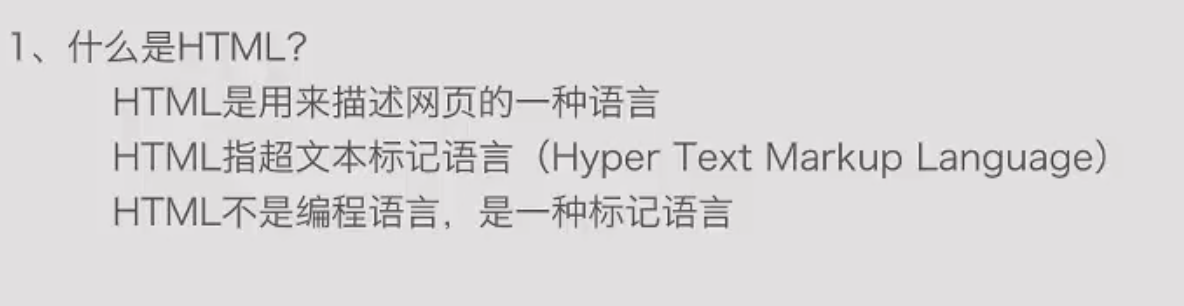 1、什么是HTML？
HTML是用来描述网页的一种语言
HTML指超文本标记语言（Hyper Text Markup Language）
HTML不是编程语言，是一种标记语言